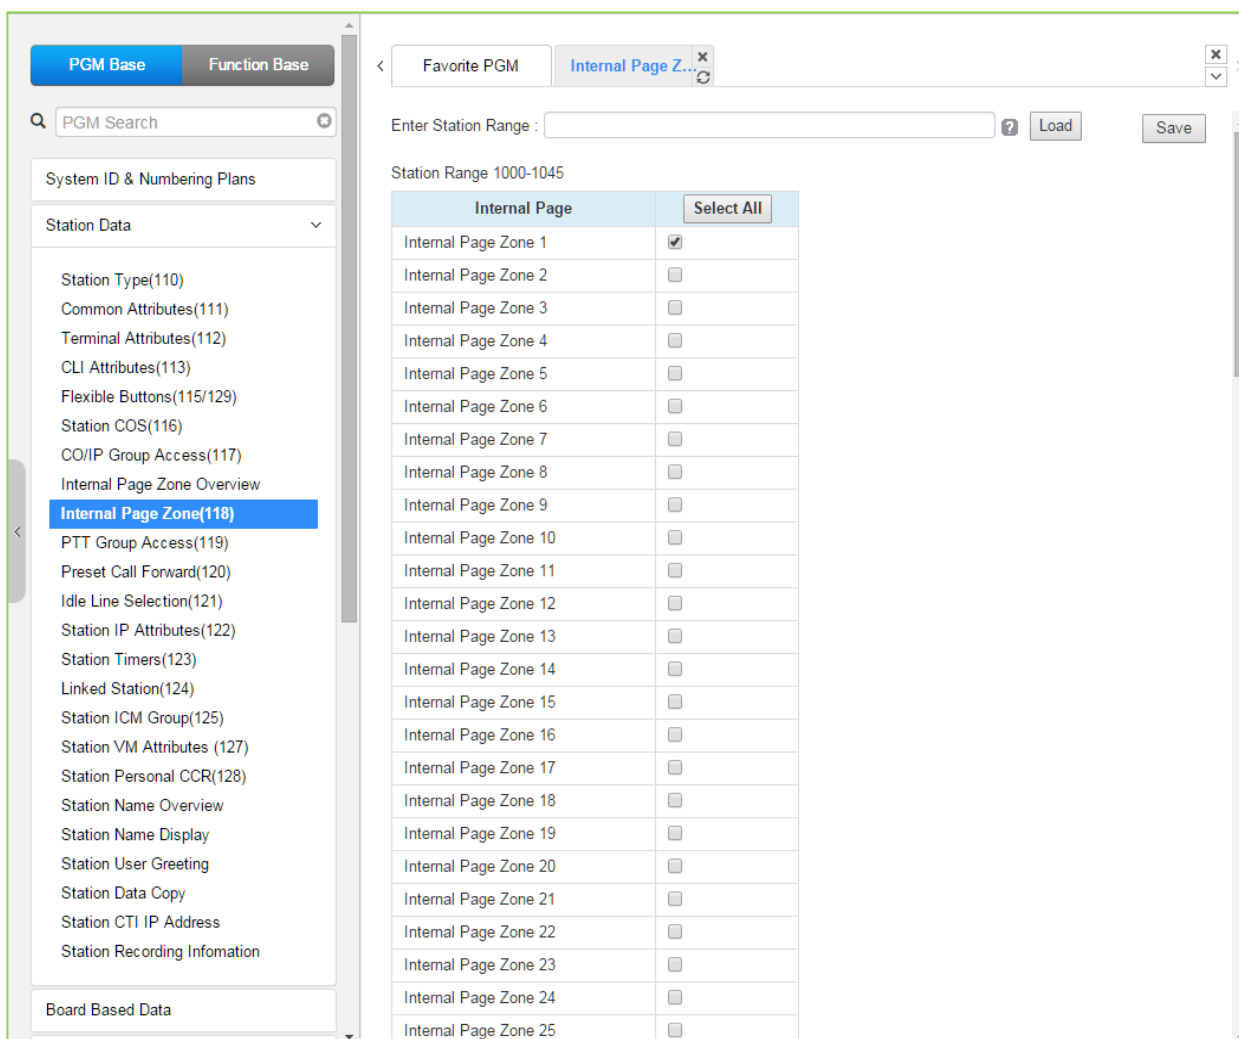 PGM Base
Function Base
PGM Search
System ID & Numbering Plans
Station Data
Station Type(110)
Common Attributes(111)
Terminal Attributes(112)
CLI Attributes(113)
Flexible Buttons(115/129)
Station COS(116)
CO/IP Group Access(117)
Internal Page Zone Overview
Internal Page Zone(118)
PTT Group Access(119)
Preset Call Forward(120)
Idle Line Selection(121)
Station IP Attributes(122)
Station Timers(123)
Linked Station(124)
Station ICM Group(125)
Station VM Attributes (127)
Station Personal CCR(128)
Station Name Overview
Station Name Display
Station User Greeting
Station Data Copy
Station CTI IP Address
Station Recording Infomation
Board Based Data
Favorite PGM
Internal Page Z...
Enter Station Range :
?
Load
Save
Station Range 1000-1045
Internal Page
Select All
Internal Page Zone 1
Internal Page Zone 2
Internal Page Zone 3
Internal Page Zone 4
Internal Page Zone 5
Internal Page Zone 6
Internal Page Zone 7
Internal Page Zone 8
Internal Page Zone 9
Internal Page Zone 10
Internal Page Zone 11
Internal Page Zone 12
Internal Page Zone 13
Internal Page Zone 14
Internal Page Zone 15
Internal Page Zone 16
Internal Page Zone 17
Internal Page Zone 18
Internal Page Zone 19
Internal Page Zone 20
Internal Page Zone 21
Internal Page Zone 22
Internal Page Zone 23
Internal Page Zone 24
Internal Page Zone 25